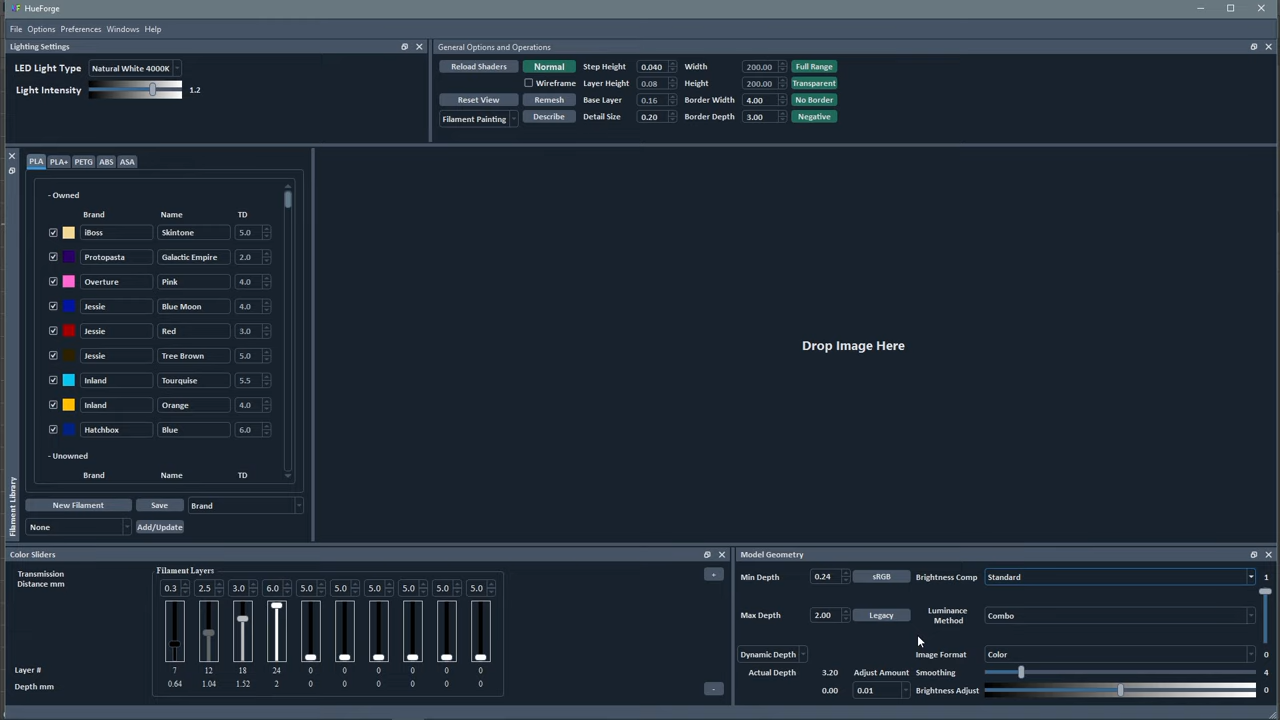 HueForge
File Options Preferences Windows Help
Lighting Settings
LED Light Type Natural White 4000K
Light Intensity 1.2
General Options and Operations
Reload Shaders Normal Step Height 0.040 Width 200.00 Full Range
Wireframe Layer Height 0.08 Height 200.00 Transparent
Reset View Remesh Base Layer 0.16 Border Width 4.00 No Border
Filament Painting Describe Detail Size 0.20 Border Depth 3.00 Negative
PLA PLA+ PETG ABS ASA
- Owned
Brand Name TD
iBoss Skintone 5.0
Protopasta Galactic Empire 2.0
Overture Pink 4.0
Jessie Blue Moon 4.0
Jessie Red 3.0
Jessie Tree Brown 5.0
Inland Tourquise 5.5
Inland Orange 4.0
Hatchbox Blue 6.0
- Unowned
Brand Name TD
Filament Library
New Filament Save Brand
None Add/Update
Drop Image Here
Color Sliders
Transmission
Distance mm
Filament Layers
0.3 2.5 3.0 6.0 5.0 5.0 5.0 5.0 5.0
+
Layer # 7 12 18 24 0 0 0 0 0
Depth mm 0.64 1.04 1.52 2 0 0 0 0 0
-
Model Geometry
Min Depth 0.24 sRGB Brightness Comp Standard 1
Max Depth 2.00 Legacy Luminance
Method Combo
Dynamic Depth Image Format Color 0
Actual Depth 3.20 Adjust Amount Smoothing 4
0.00 0.01 Brightness Adjust 0